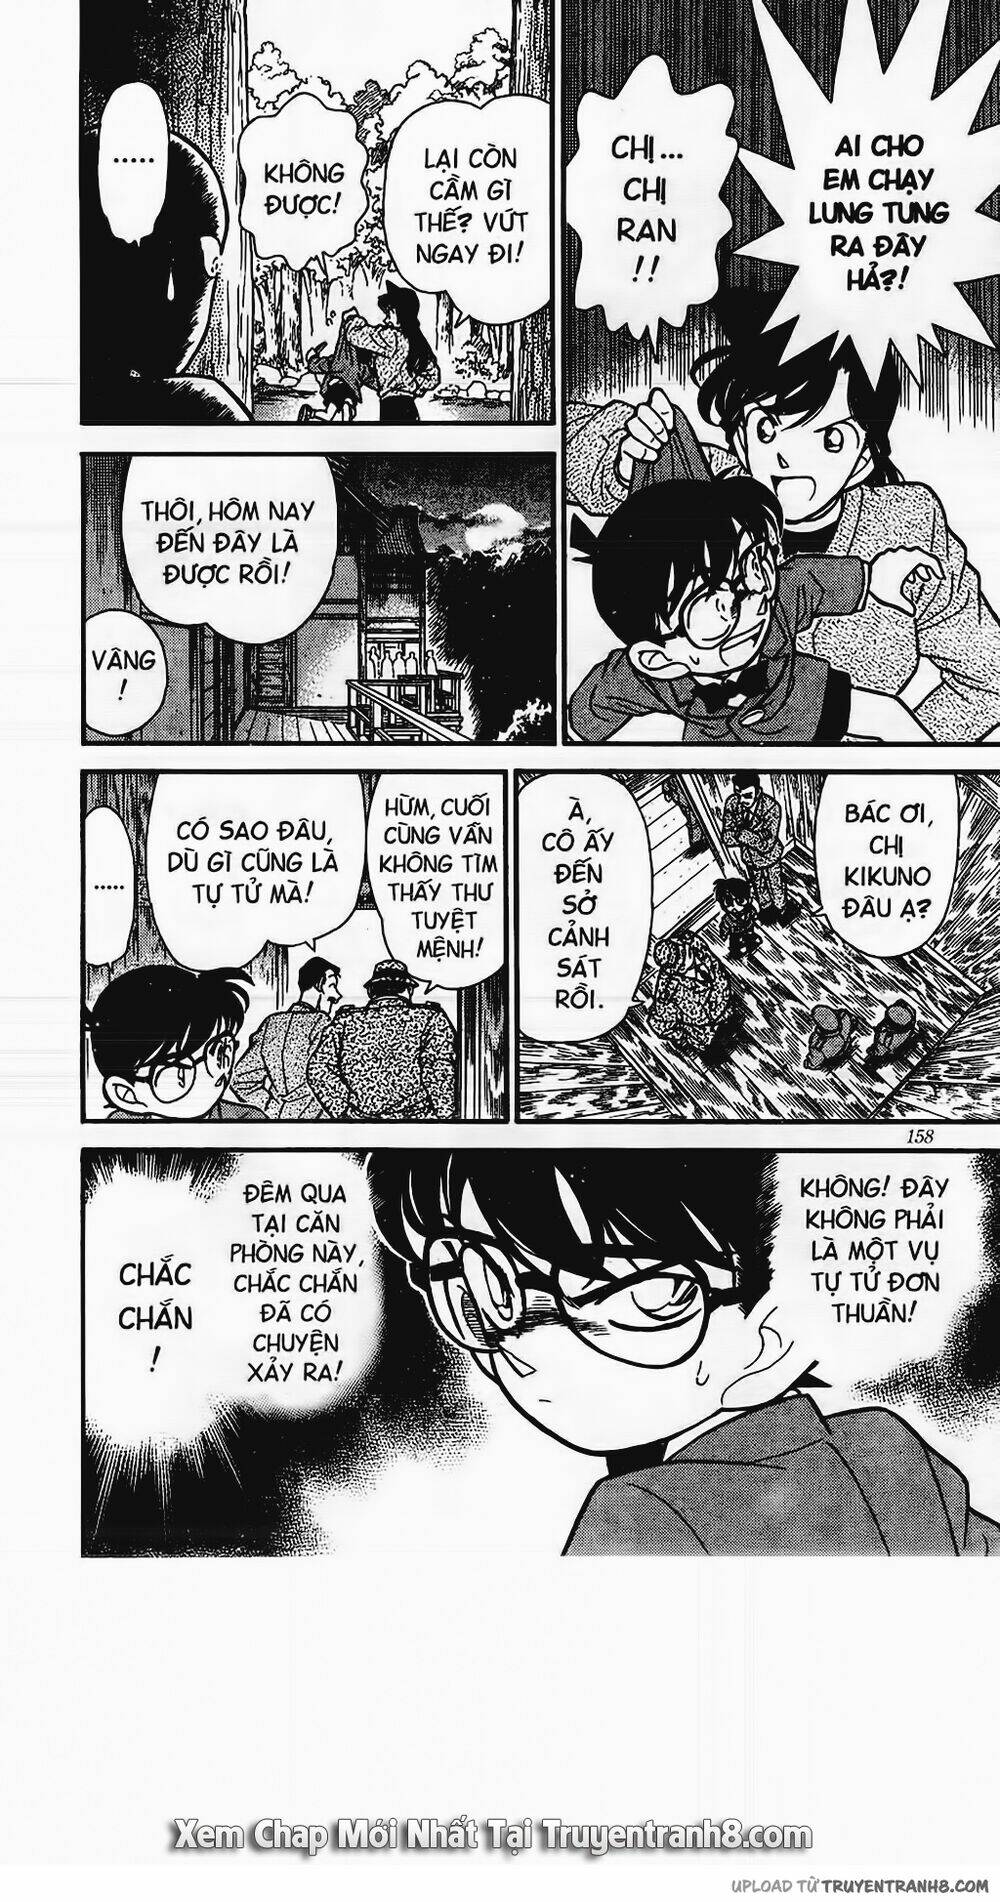 AI CHO
EM CHẠY
LUNG TUNG
RA ĐÂY
HẢ?!
CHỊ...
CHỊ
RAN
!!
LẠI CÒN
CẦM GÌ
THẾ? VỨT
NGAY ĐI!
KHÔNG
ĐƯỢC!
.....
THÔI, HÔM NAY
ĐẾN ĐÂY LÀ
ĐƯỢC RỒI!
VÂNG
!
BÁC ƠI,
CHỊ
KIKUNO
ĐÂU Ạ?
À,
CÔ ẤY
ĐẾN
SỞ
CẢNH
SÁT
RỒI.
HỪM, CUỐI
CÙNG VẤN
KHÔNG TÌM
THẤY THƯ
TUYỆT
MỆNH!
CÓ SAO ĐÂU,
DÙ GÌ CŨNG LÀ
TỰ TỬ MÀ!
.....
158
KHÔNG! ĐÂY
KHÔNG PHẢI
LÀ MỘT VỤ
TỰ TỬ ĐƠN
THUẦN!
ĐÊM QUA
TẠI CĂN
PHÒNG NÀY,
CHẮC CHẮN
ĐÃ CÓ
CHUYỆN
XẢY RA!
CHẮC
CHẮN
!
Xem Chap Mới Nhất Tại Truyentranh8.com
UPLOAD TỪ TRUYENTRANH8.COM